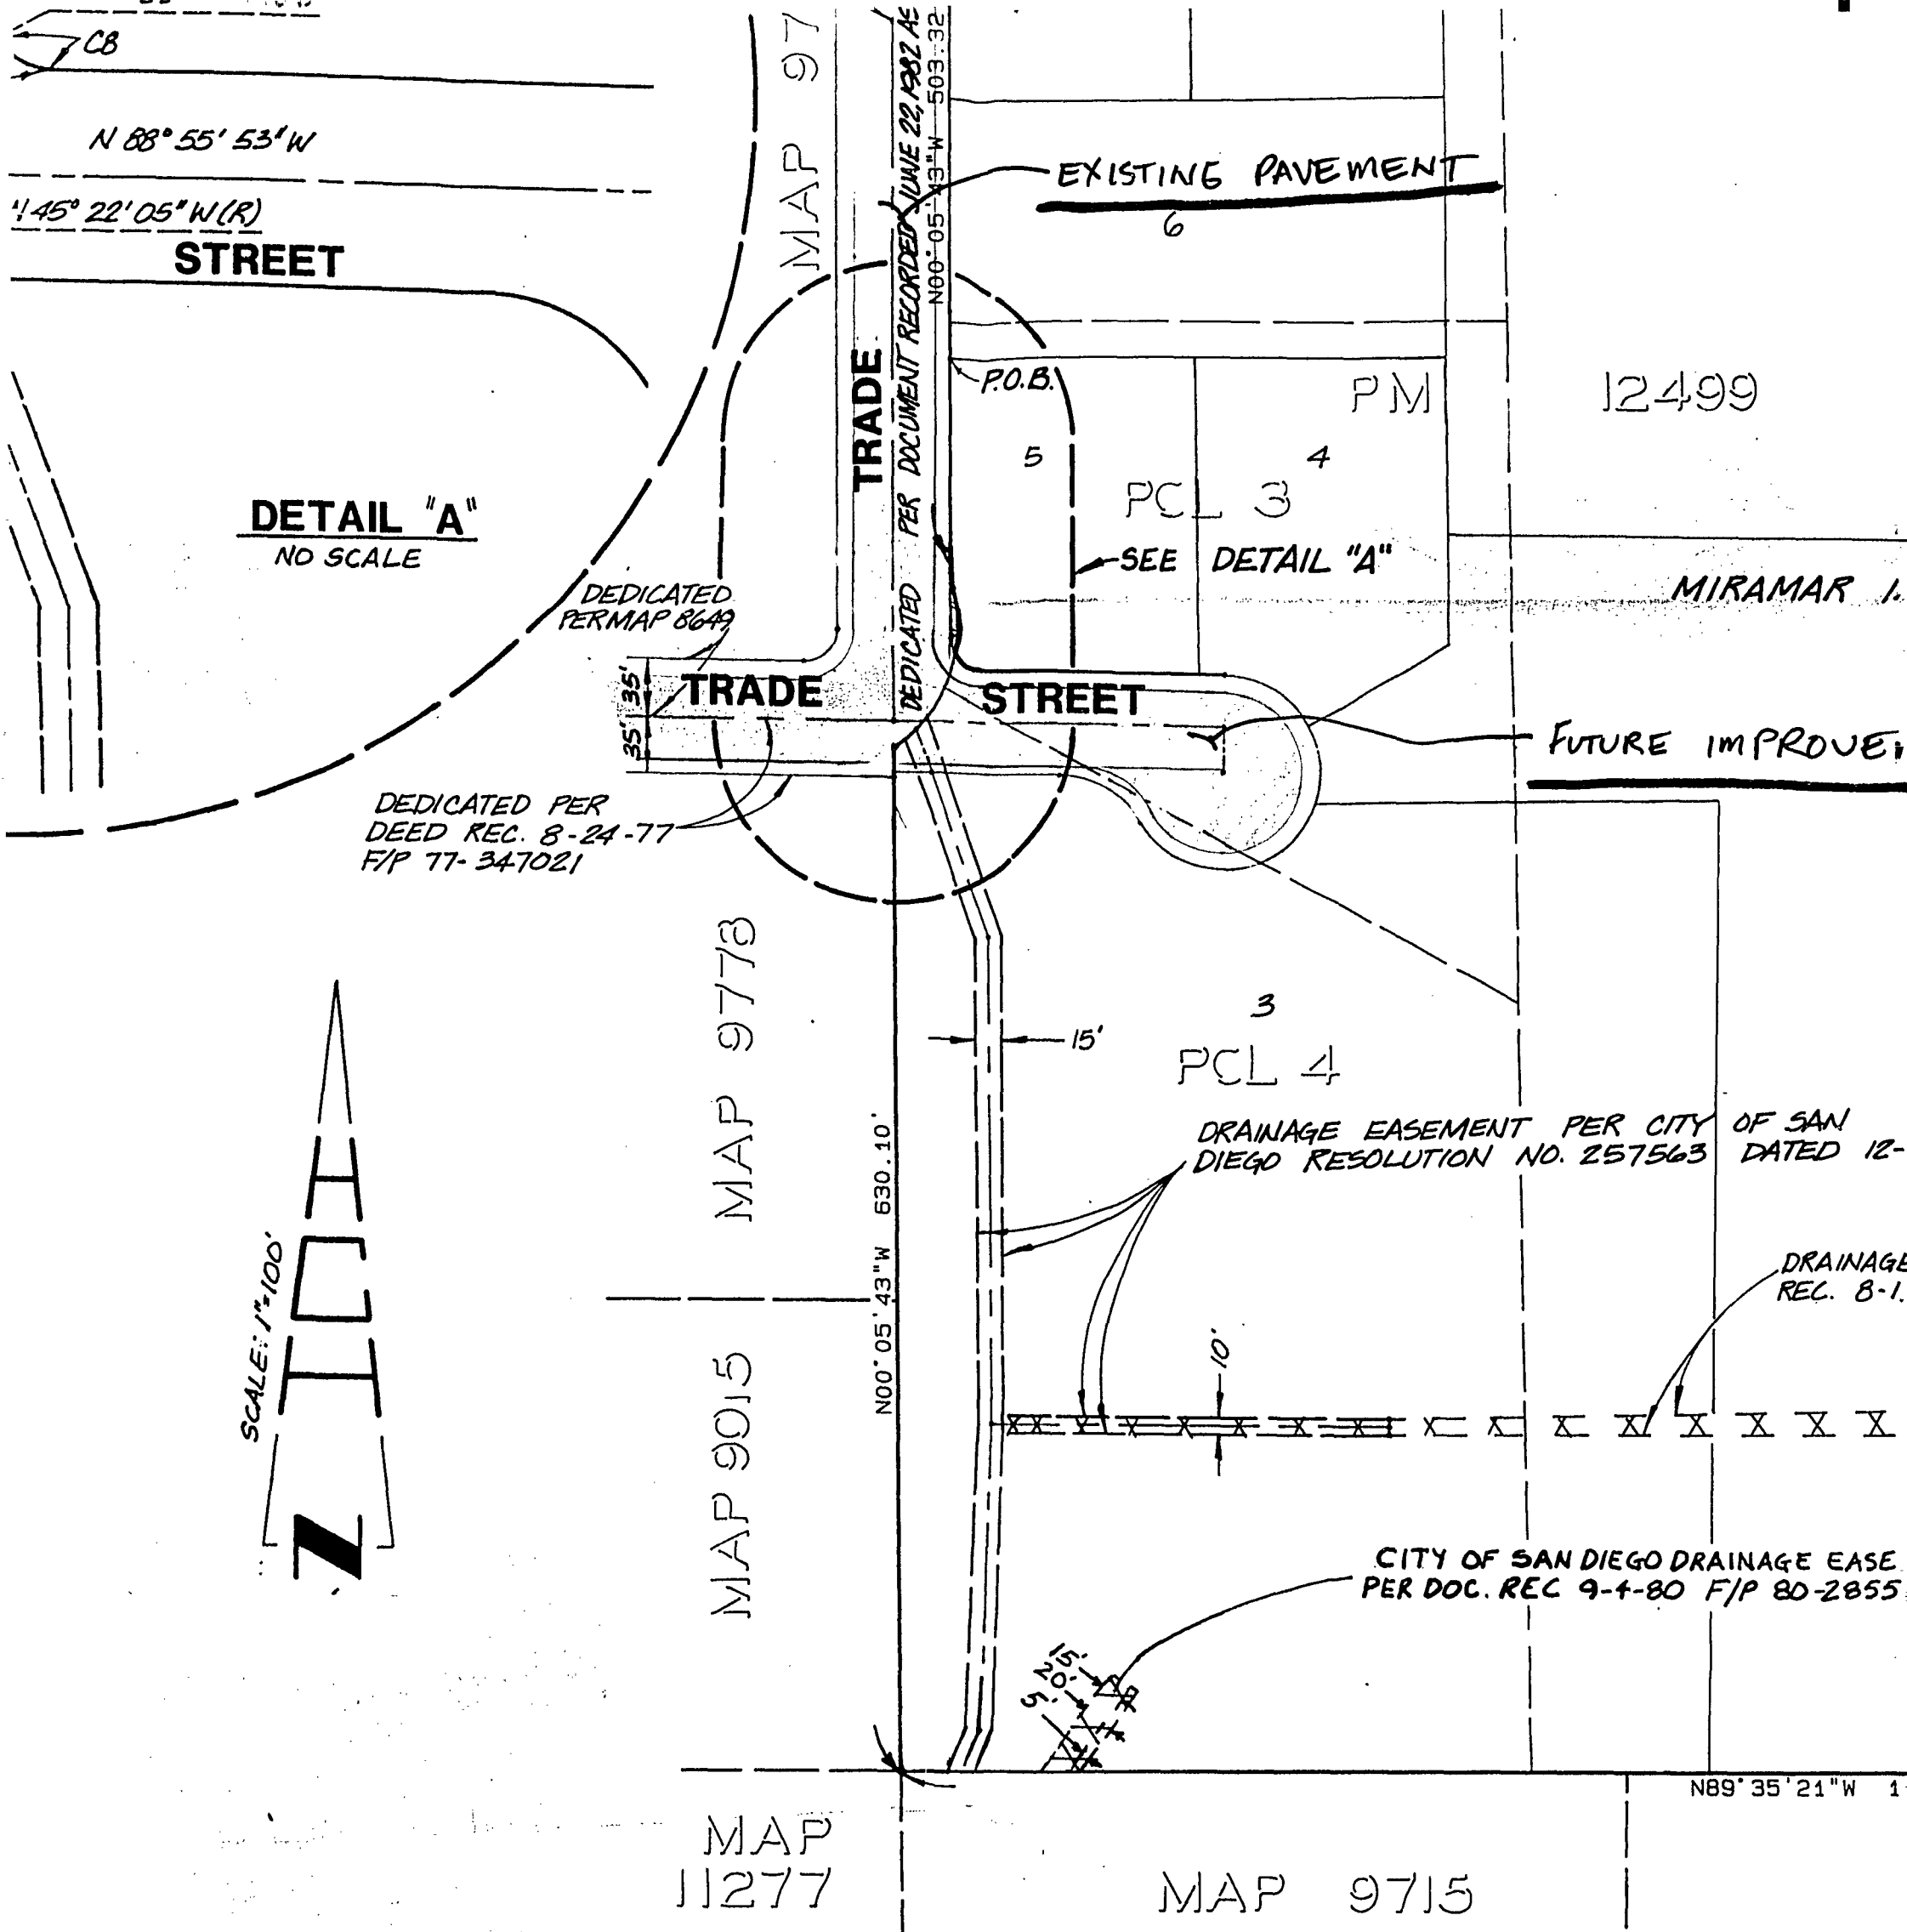 CB
N 88° 55' 53" W
45° 22' 05" W (R)
STREET
DETAIL "A"
NO SCALE
MAP 97
TRADE
DEDICATED PER DOCUMENT RECORDED JUNE 22, 1982 AS
N00°05'43"W 503.32
EXISTING PAVEMENT
6
P.O.B.
PM 12499
5
4
PCL 3
SEE DETAIL "A"
MIRAMAR
DEDICATED
PER MAP 8649
35' 35'
TRADE STREET
FUTURE IMPROVE
DEDICATED PER
DEED REC. 8-24-77
F/P 77-347021
MAP 9778
15'
3
PCL 4
N00°05'43"W 630.10'
DRAINAGE EASEMENT PER CITY OF SAN
DIEGO RESOLUTION NO. 257563 DATED 12-
DRAINAGE
REC. 8-1
SCALE: 1"=100'
N
MAP 9015
10'
CITY OF SAN DIEGO DRAINAGE EASE
PER DOC. REC 9-4-80 F/P 80-2855
15'
20'
5'
N89°35'21"W 1
MAP
11277
MAP 9715